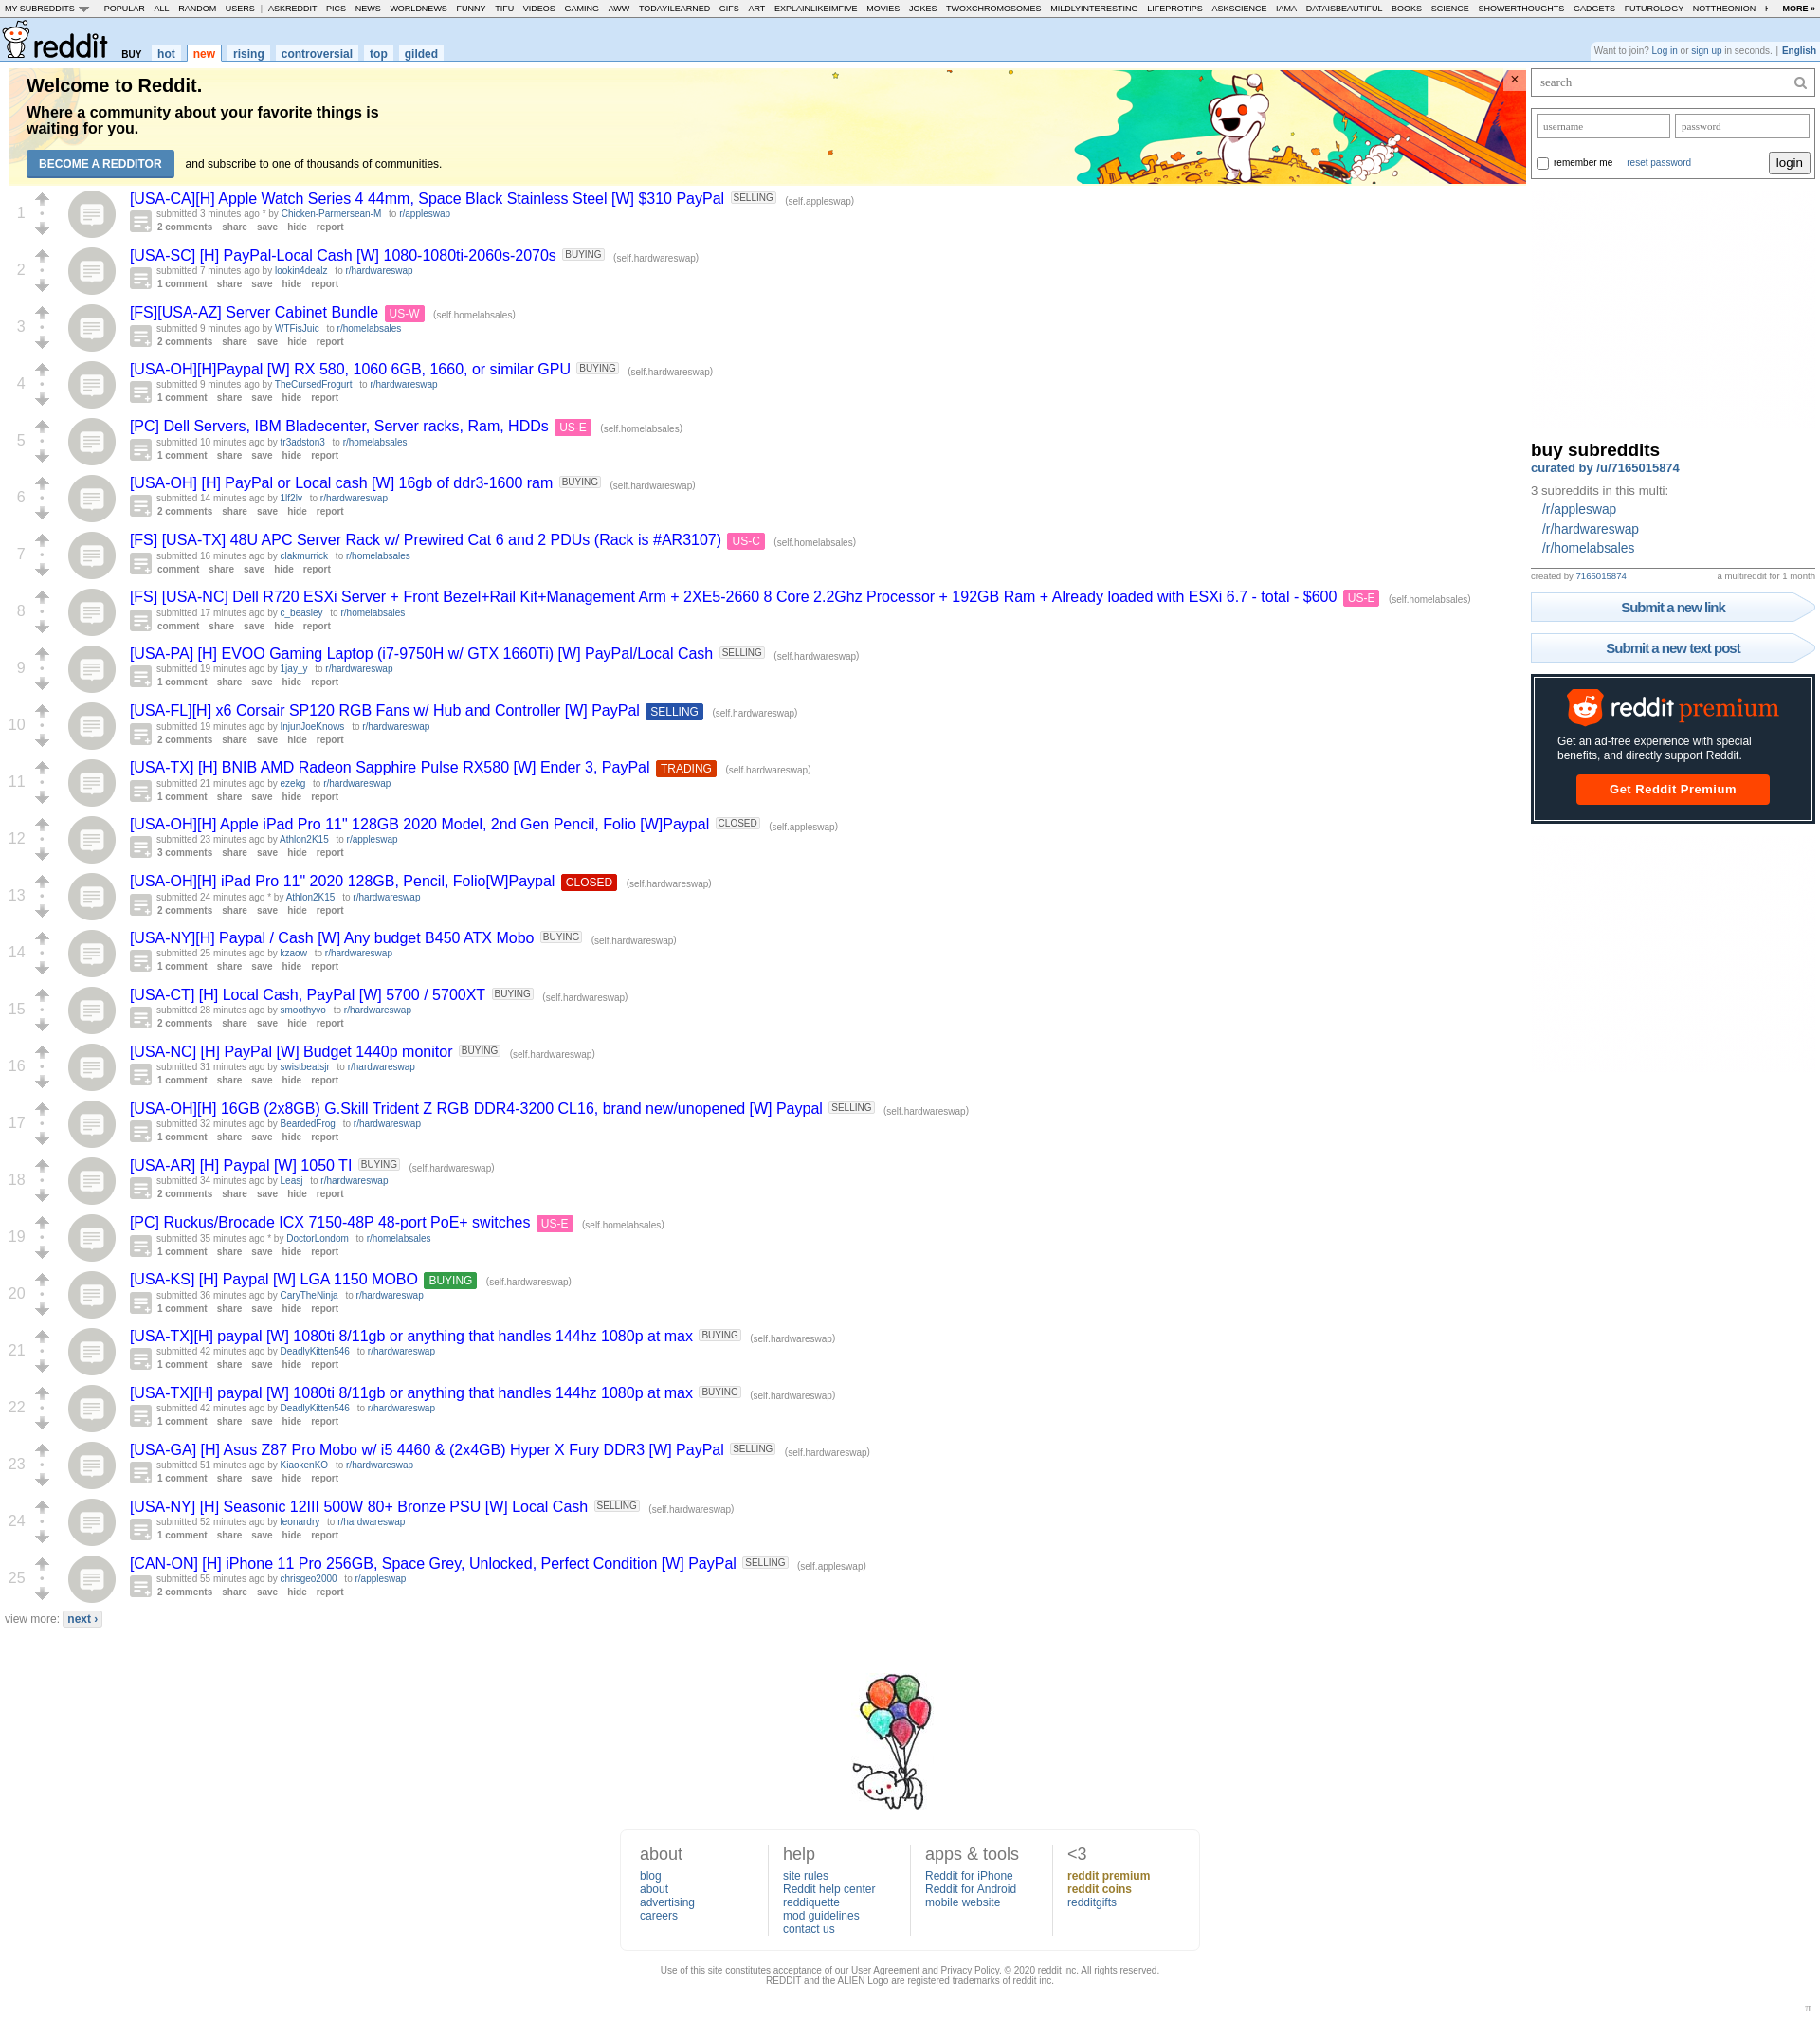 MY SUBREDDITS POPULAR - ALL - RANDOM - USERS | ASKREDDIT - PICS - NEWS - WORLDNEWS - FUNNY - TIFU - VIDEOS - GAMING - AWW - TODAYILEARNED - GIFS - ART - EXPLAINLIKEIMFIVE - MOVIES - JOKES - TWOXCHROMOSOMES - MILDLYINTERESTING - LIFEPROTIPS - ASKSCIENCE - IAMA - DATAISBEAUTIFUL - BOOKS - SCIENCE - SHOWERTHOUGHTS - GADGETS - FUTUROLOGY - NOTTHEONION - MORE »
reddit BUY hot new rising controversial top gilded
Want to join? Log in or sign up in seconds. | English
Welcome to Reddit.
Where a community about your favorite things is
waiting for you.
BECOME A REDDITOR and subscribe to one of thousands of communities.
×
search
username password
remember me reset password login
1
[USA-CA][H] Apple Watch Series 4 44mm, Space Black Stainless Steel [W] $310 PayPal SELLING (self.appleswap)
submitted 3 minutes ago * by Chicken-Parmersean-M to r/appleswap
2 comments share save hide report
2
[USA-SC] [H] PayPal-Local Cash [W] 1080-1080ti-2060s-2070s BUYING (self.hardwareswap)
submitted 7 minutes ago by lookin4dealz to r/hardwareswap
1 comment share save hide report
3
[FS][USA-AZ] Server Cabinet Bundle US-W (self.homelabsales)
submitted 9 minutes ago by WTFisJuic to r/homelabsales
2 comments share save hide report
4
[USA-OH][H]Paypal [W] RX 580, 1060 6GB, 1660, or similar GPU BUYING (self.hardwareswap)
submitted 9 minutes ago by TheCursedFrogurt to r/hardwareswap
1 comment share save hide report
5
[PC] Dell Servers, IBM Bladecenter, Server racks, Ram, HDDs US-E (self.homelabsales)
submitted 10 minutes ago by tr3adston3 to r/homelabsales
1 comment share save hide report
6
[USA-OH] [H] PayPal or Local cash [W] 16gb of ddr3-1600 ram BUYING (self.hardwareswap)
submitted 14 minutes ago by 1lf2lv to r/hardwareswap
2 comments share save hide report
7
[FS] [USA-TX] 48U APC Server Rack w/ Prewired Cat 6 and 2 PDUs (Rack is #AR3107) US-C (self.homelabsales)
submitted 16 minutes ago by clakmurrick to r/homelabsales
comment share save hide report
8
[FS] [USA-NC] Dell R720 ESXi Server + Front Bezel+Rail Kit+Management Arm + 2XE5-2660 8 Core 2.2Ghz Processor + 192GB Ram + Already loaded with ESXi 6.7 - total - $600 US-E (self.homelabsales)
submitted 17 minutes ago by c_beasley to r/homelabsales
comment share save hide report
9
[USA-PA] [H] EVOO Gaming Laptop (i7-9750H w/ GTX 1660Ti) [W] PayPal/Local Cash SELLING (self.hardwareswap)
submitted 19 minutes ago by 1jay_y to r/hardwareswap
1 comment share save hide report
10
[USA-FL][H] x6 Corsair SP120 RGB Fans w/ Hub and Controller [W] PayPal SELLING (self.hardwareswap)
submitted 19 minutes ago by InjunJoeKnows to r/hardwareswap
2 comments share save hide report
11
[USA-TX] [H] BNIB AMD Radeon Sapphire Pulse RX580 [W] Ender 3, PayPal TRADING (self.hardwareswap)
submitted 21 minutes ago by ezekg to r/hardwareswap
1 comment share save hide report
12
[USA-OH][H] Apple iPad Pro 11" 128GB 2020 Model, 2nd Gen Pencil, Folio [W]Paypal CLOSED (self.appleswap)
submitted 23 minutes ago by Athlon2K15 to r/appleswap
3 comments share save hide report
13
[USA-OH][H] iPad Pro 11" 2020 128GB, Pencil, Folio[W]Paypal CLOSED (self.hardwareswap)
submitted 24 minutes ago * by Athlon2K15 to r/hardwareswap
2 comments share save hide report
14
[USA-NY][H] Paypal / Cash [W] Any budget B450 ATX Mobo BUYING (self.hardwareswap)
submitted 25 minutes ago by kzaow to r/hardwareswap
1 comment share save hide report
15
[USA-CT] [H] Local Cash, PayPal [W] 5700 / 5700XT BUYING (self.hardwareswap)
submitted 28 minutes ago by smoothyvo to r/hardwareswap
2 comments share save hide report
16
[USA-NC] [H] PayPal [W] Budget 1440p monitor BUYING (self.hardwareswap)
submitted 31 minutes ago by swistbeatsjr to r/hardwareswap
1 comment share save hide report
17
[USA-OH][H] 16GB (2x8GB) G.Skill Trident Z RGB DDR4-3200 CL16, brand new/unopened [W] Paypal SELLING (self.hardwareswap)
submitted 32 minutes ago by BeardedFrog to r/hardwareswap
1 comment share save hide report
18
[USA-AR] [H] Paypal [W] 1050 TI BUYING (self.hardwareswap)
submitted 34 minutes ago by Leasj to r/hardwareswap
2 comments share save hide report
19
[PC] Ruckus/Brocade ICX 7150-48P 48-port PoE+ switches US-E (self.homelabsales)
submitted 35 minutes ago * by DoctorLondom to r/homelabsales
1 comment share save hide report
20
[USA-KS] [H] Paypal [W] LGA 1150 MOBO BUYING (self.hardwareswap)
submitted 36 minutes ago by CaryTheNinja to r/hardwareswap
1 comment share save hide report
21
[USA-TX][H] paypal [W] 1080ti 8/11gb or anything that handles 144hz 1080p at max BUYING (self.hardwareswap)
submitted 42 minutes ago by DeadlyKitten546 to r/hardwareswap
1 comment share save hide report
22
[USA-TX][H] paypal [W] 1080ti 8/11gb or anything that handles 144hz 1080p at max BUYING (self.hardwareswap)
submitted 42 minutes ago by DeadlyKitten546 to r/hardwareswap
1 comment share save hide report
23
[USA-GA] [H] Asus Z87 Pro Mobo w/ i5 4460 & (2x4GB) Hyper X Fury DDR3 [W] PayPal SELLING (self.hardwareswap)
submitted 51 minutes ago by KiaokenKO to r/hardwareswap
1 comment share save hide report
24
[USA-NY] [H] Seasonic 12III 500W 80+ Bronze PSU [W] Local Cash SELLING (self.hardwareswap)
submitted 52 minutes ago by leonardry to r/hardwareswap
1 comment share save hide report
25
[CAN-ON] [H] iPhone 11 Pro 256GB, Space Grey, Unlocked, Perfect Condition [W] PayPal SELLING (self.appleswap)
submitted 55 minutes ago by chrisgeo2000 to r/appleswap
2 comments share save hide report
view more: next ›
buy subreddits
curated by /u/7165015874
3 subreddits in this multi:
/r/appleswap
/r/hardwareswap
/r/homelabsales
created by 7165015874 a multireddit for 1 month
Submit a new link
Submit a new text post
reddit premium
Get an ad-free experience with special
benefits, and directly support Reddit.
Get Reddit Premium
about
blog
about
advertising
careers
help
site rules
Reddit help center
reddiquette
mod guidelines
contact us
apps & tools
Reddit for iPhone
Reddit for Android
mobile website
<3
reddit premium
reddit coins
redditgifts
Use of this site constitutes acceptance of our User Agreement and Privacy Policy. © 2020 reddit inc. All rights reserved.
REDDIT and the ALIEN Logo are registered trademarks of reddit inc.
π